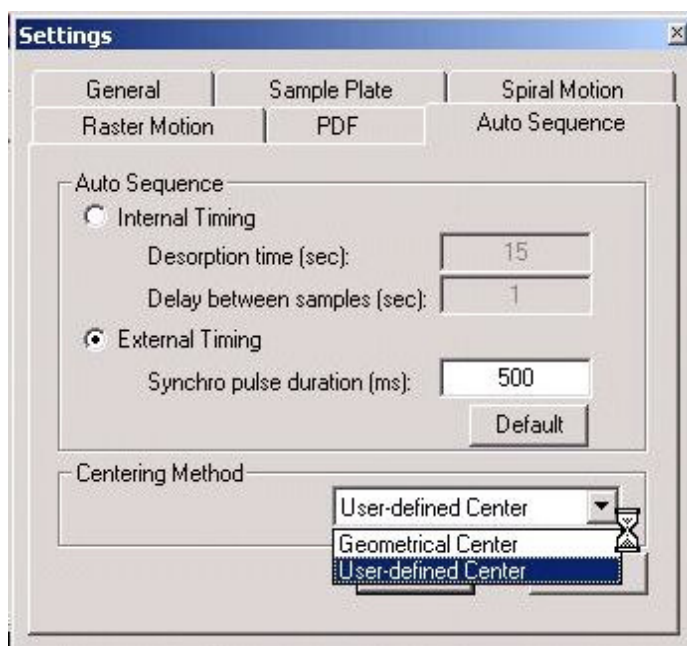 Settings
General Sample Plate Spiral Motion
Raster Motion PDF Auto Sequence
Auto Sequence
Internal Timing
Desorption time (sec): 15
Delay between samples (sec): 1
External Timing
Synchro pulse duration (ms): 500
Default
Centering Method
User-defined Center
Geometrical Center
User-defined Center